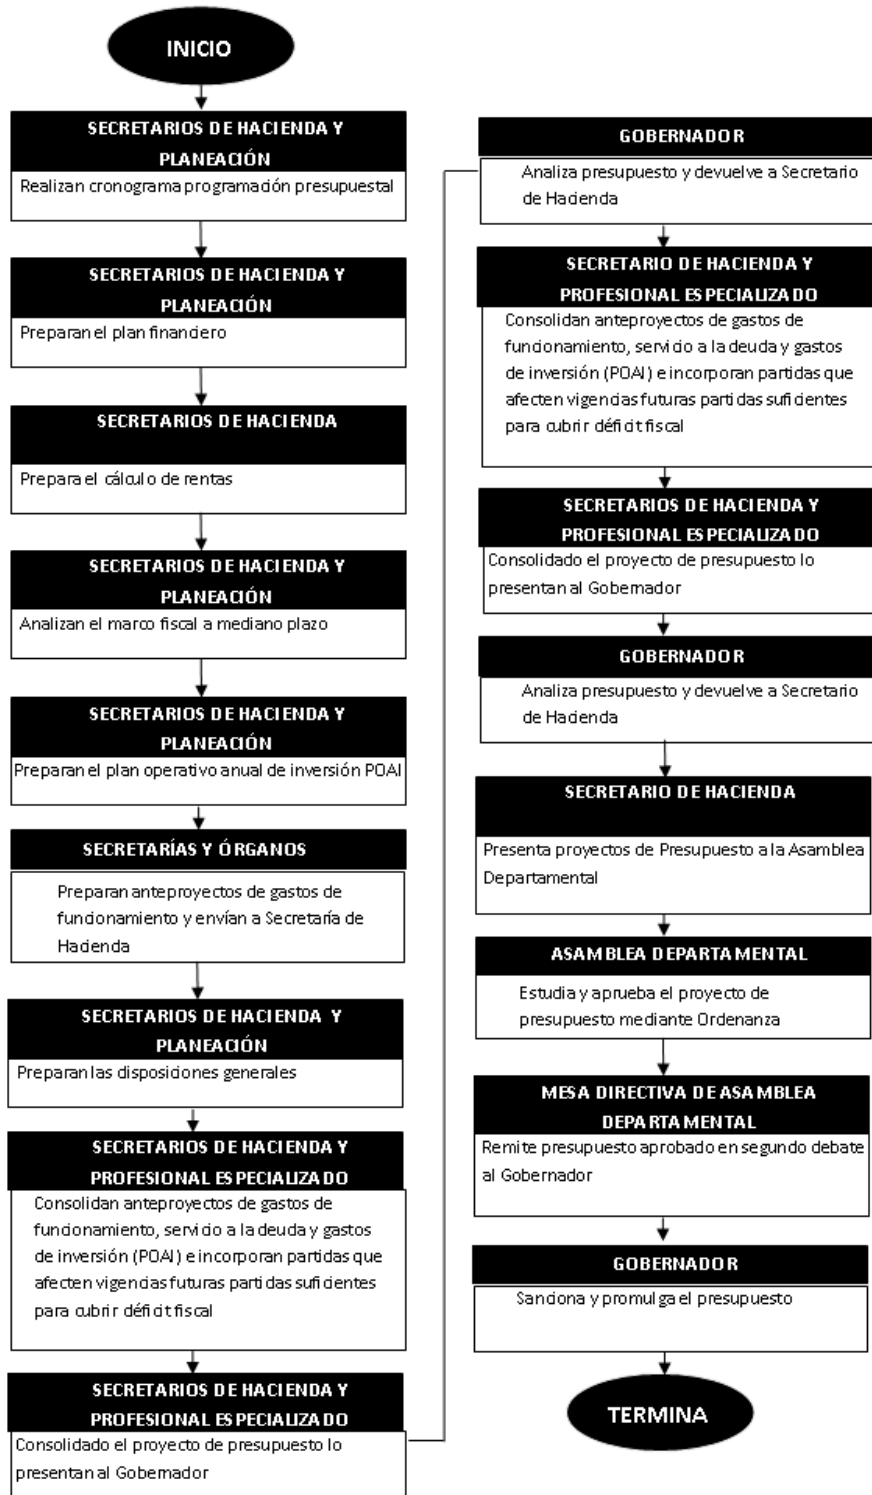 INICIO
SECRETARIOS DE HACIENDA Y
PLANEACIÓN
Realizan cronograma programación presupuestal
SECRETARIOS DE HACIENDA Y
PLANEACIÓN
Preparan el plan financiero
SECRETARIOS DE HACIENDA
Prepara el cálculo de rentas
SECRETARIOS DE HACIENDA Y
PLANEACIÓN
Analizan el marco fiscal a mediano plazo
SECRETARIOS DE HACIENDA Y
PLANEACIÓN
Preparan el plan operativo anual de inversión POAI
SECRETARÍAS Y ÓRGANOS
Preparan anteproyectos de gastos de
funcionamiento y envían a Secretaría de
Hacienda
SECRETARIOS DE HACIENDA Y
PLANEACIÓN
Preparan las disposiciones generales
SECRETARIOS DE HACIENDA Y
PROFESIONAL ESPECIALIZADO
Consolidan anteproyectos de gastos de
funcionamiento, servicio a la deuda y gastos
de inversión (POAI) e incorporan partidas que
afecten vigencias futuras partidas suficientes
para cubrir déficit fiscal
SECRETARIOS DE HACIENDA Y
PROFESIONAL ESPECIALIZADO
Consolidado el proyecto de presupuesto lo
presentan al Gobernador
GOBERNADOR
Analiza presupuesto y devuelve a Secretario
de Hacienda
SECRETARIO DE HACIENDA Y
PROFESIONAL ESPECIALIZADO
Consolidan anteproyectos de gastos de
funcionamiento, servicio a la deuda y gastos
de inversión (POAI) e incorporan partidas que
afecten vigencias futuras partidas suficientes
para cubrir déficit fiscal
SECRETARIOS DE HACIENDA Y
PROFESIONAL ESPECIALIZADO
Consolidado el proyecto de presupuesto lo
presentan al Gobernador
GOBERNADOR
Analiza presupuesto y devuelve a Secretario
de Hacienda
SECRETARIO DE HACIENDA
Presenta proyectos de Presupuesto a la Asamblea
Departamental
ASAMBLEA DEPARTAMENTAL
Estudia y aprueba el proyecto de
presupuesto mediante Ordenanza
MESA DIRECTIVA DE ASAMBLEA
DEPARTAMENTAL
Remite presupuesto aprobado en segundo debate
al Gobernador
GOBERNADOR
Sanciona y promulga el presupuesto
TERMINA